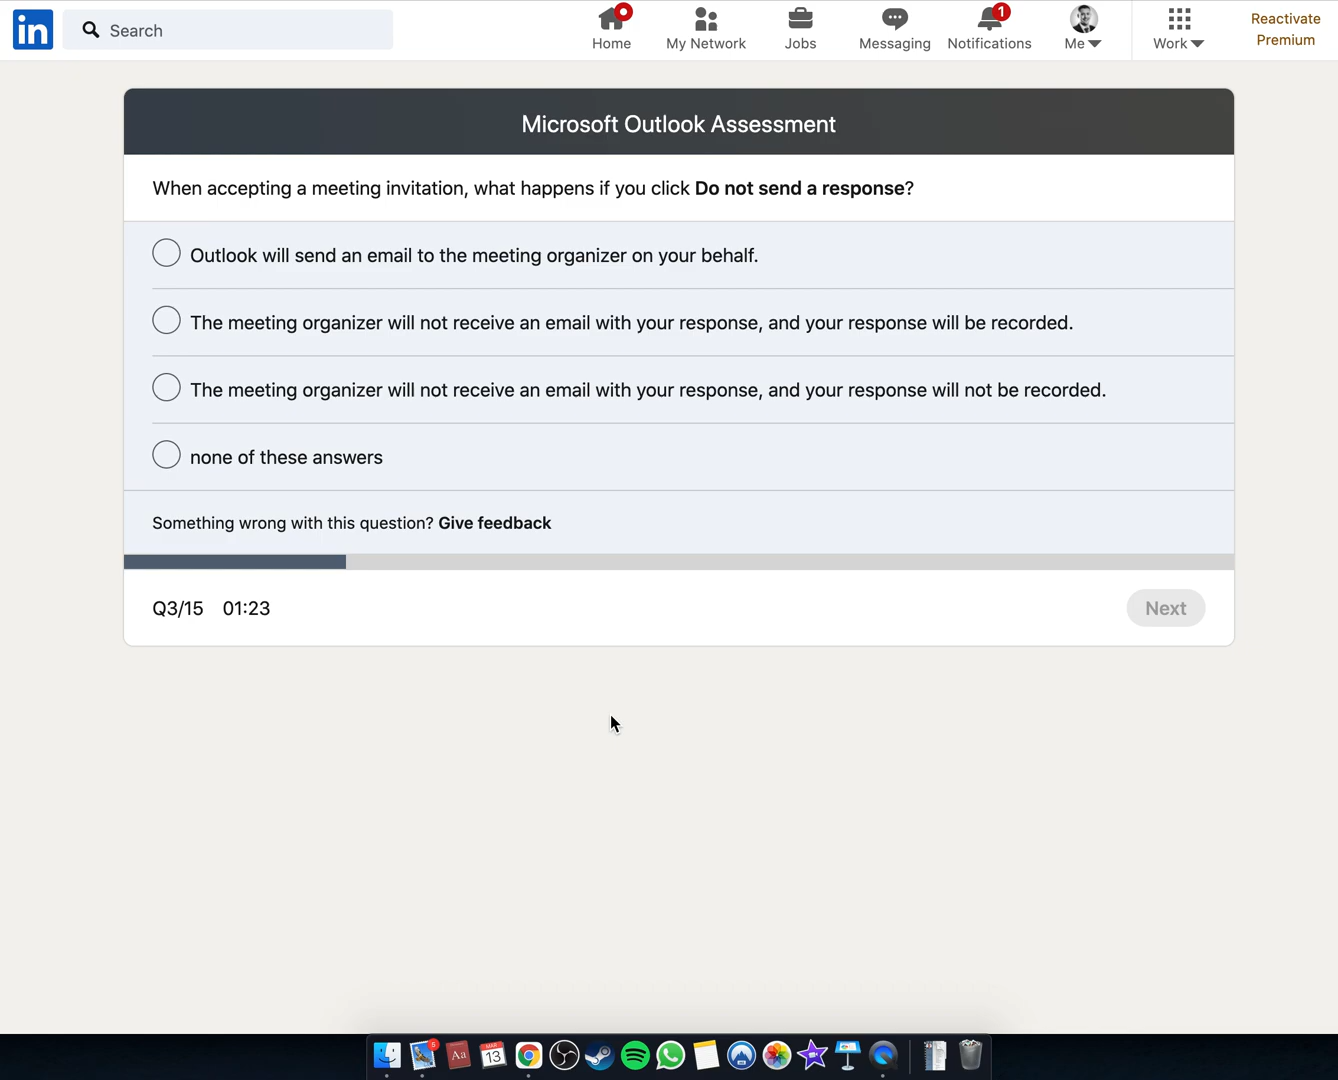 in
Search
Home
My Network
Jobs
Messaging
1
Notifications
Me
Work
Reactivate
Premium
Microsoft Outlook Assessment
When accepting a meeting invitation, what happens if you click Do not send a response?
Outlook will send an email to the meeting organizer on your behalf.
The meeting organizer will not receive an email with your response, and your response will be recorded.
The meeting organizer will not receive an email with your response, and your response will not be recorded.
none of these answers
Something wrong with this question? Give feedback
Q3/15 01:23
Next
6
Aa
MAR
13